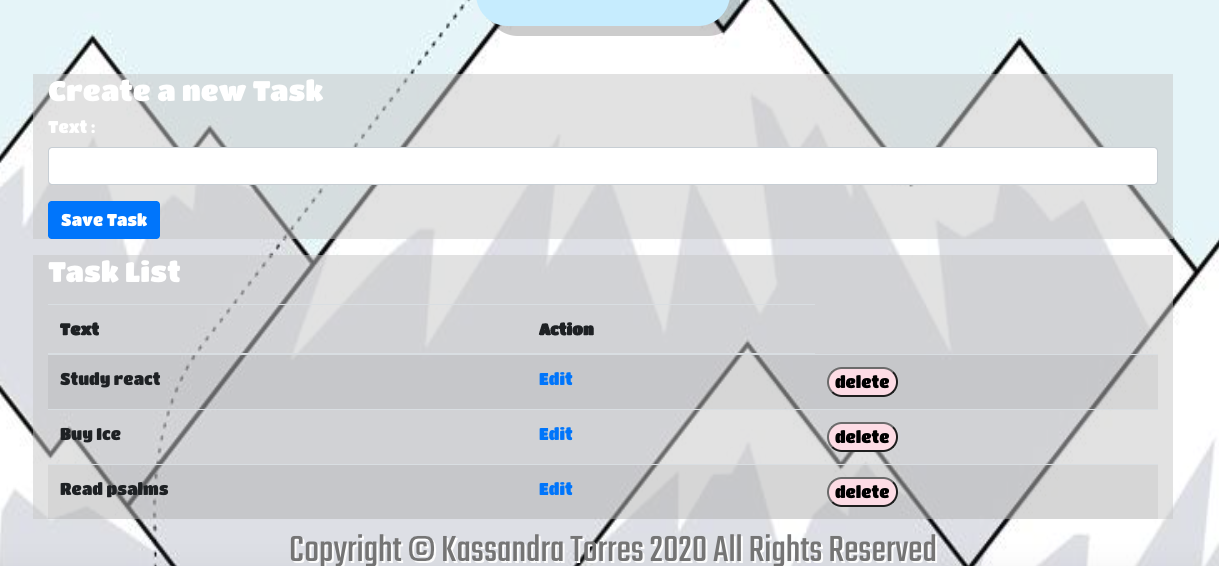 Create a new Task
Text :
Save Task
Task List
Text Action
Study react Edit delete
Buy Ice Edit delete
Read psalms Edit delete
Copyright © Kassandra Torres 2020 All Rights Reserved